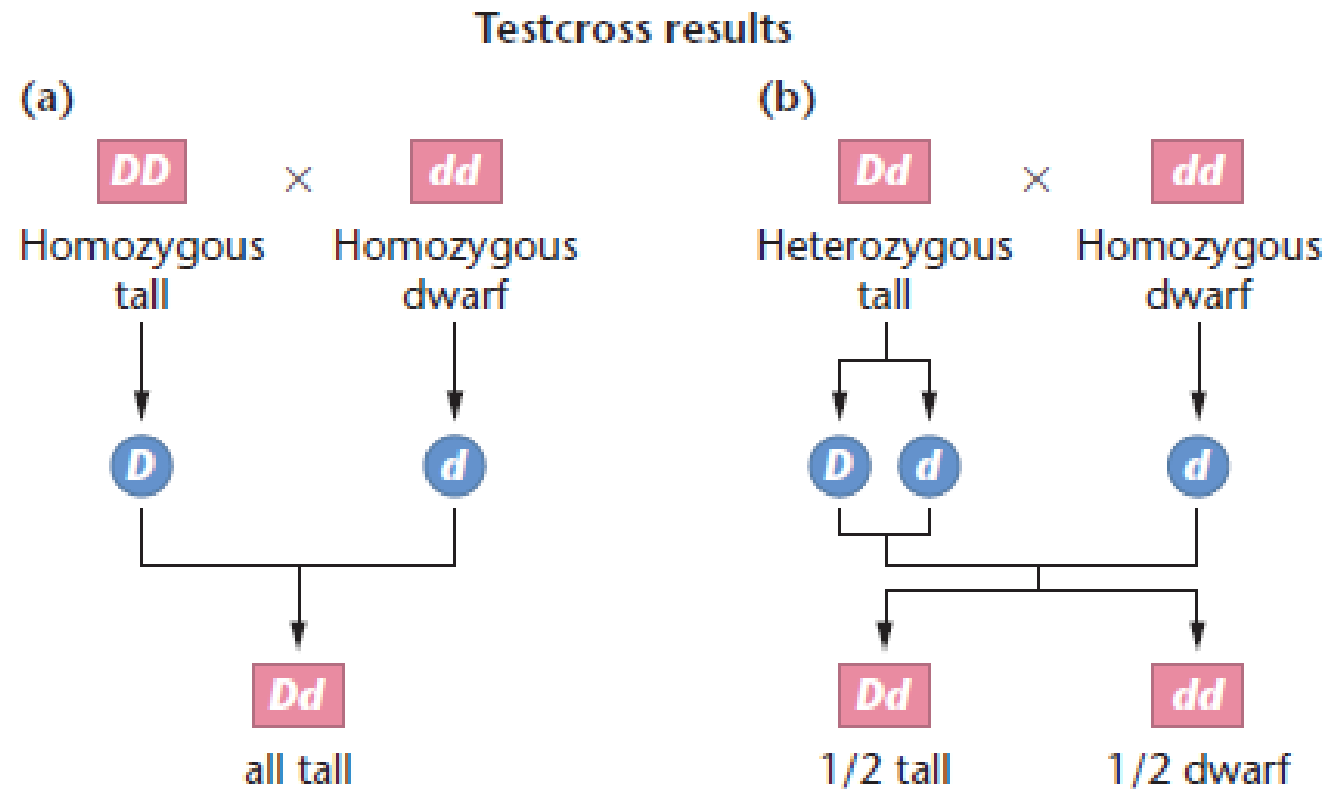 Testcross results
(a)
DD × dd
Homozygous tall
Homozygous dwarf
D d
Dd
all tall
(b)
Dd × dd
Heterozygous tall
Homozygous dwarf
D d d
Dd dd
1/2 tall 1/2 dwarf